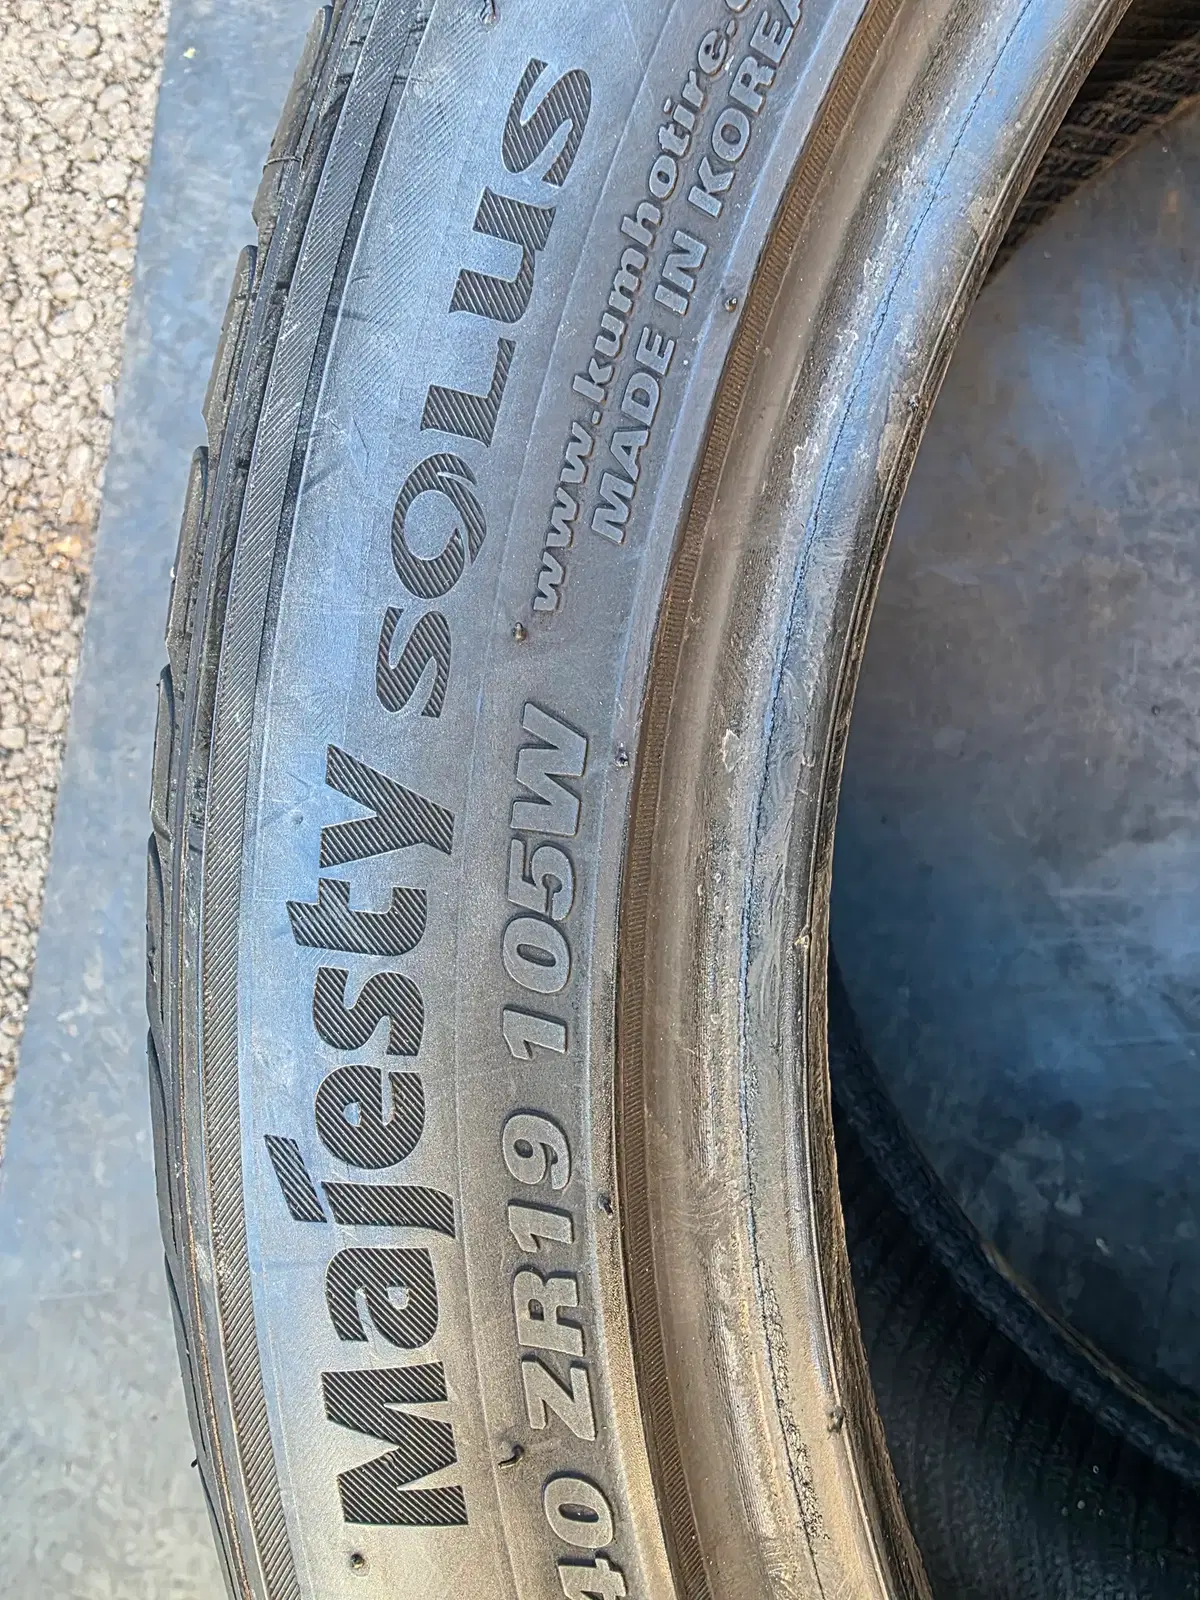 Majesty SOLUS
40 ZR19 105W
www.kumhotire.
MADE IN KOREA